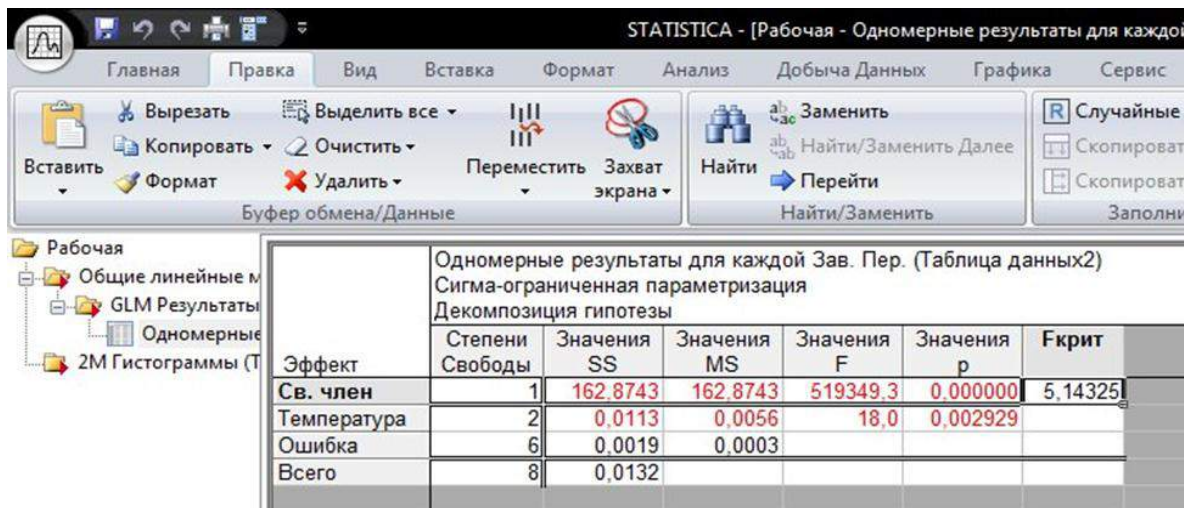 STATISTICA - [Рабочая - Одномерные результаты для каждой
Главная Правка Вид Вставка Формат Анализ Добыча Данных Графика Сервис
Вставить
Вырезать
Копировать
Формат
Выделить все
Очистить
Удалить
Переместить
Захват
экрана
Буфер обмена/Данные
Найти
Заменить
Найти/Заменить Далее
Перейти
Найти/Заменить
Случайные
Скопироват
Скопироват
Заполни
Рабочая
Общие линейные м
GLM Результаты
Одномерные
2М Гистограммы (Т
Одномерные результаты для каждой Зав. Пер. (Таблица данных2)
Сигма-ограниченная параметризация
Декомпозиция гипотезы
Эффект Степени Свободы Значения SS Значения MS Значения F Значения p Fкрит
Св. член 1 162,8743 162,8743 519349,3 0,000000 5,14325
Температура 2 0,0113 0,0056 18,0 0,002929
Ошибка 6 0,0019 0,0003
Всего 8 0,0132